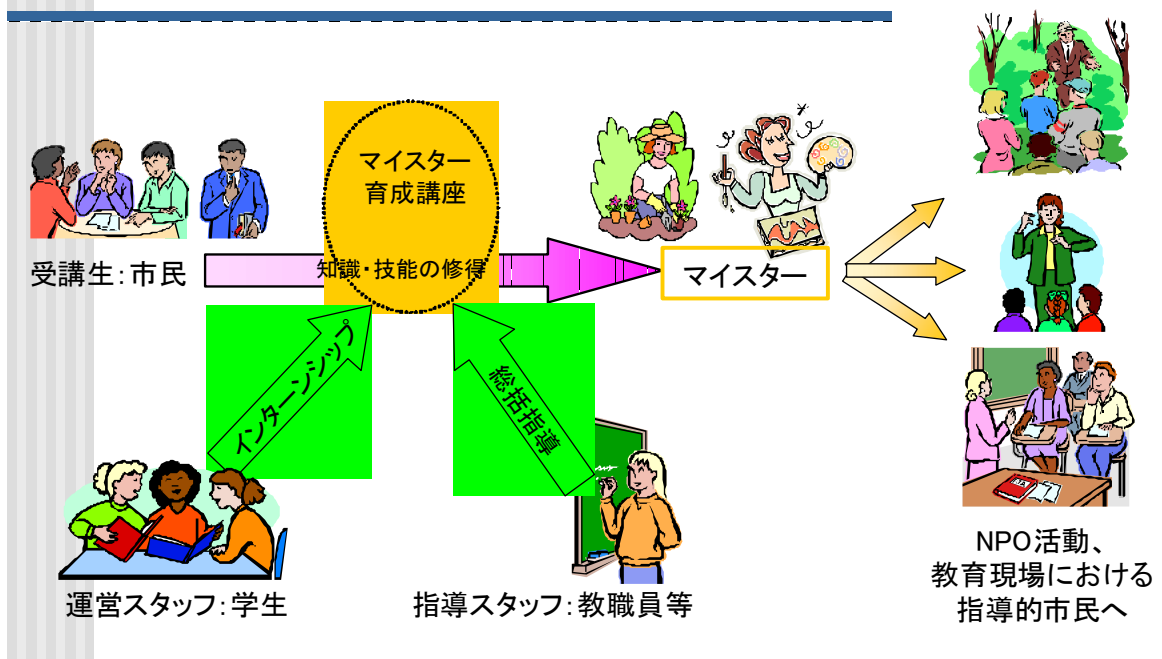 マイスター
育成講座
知識・技能の修得
受講生：市民
マイスター
インターンシップ
総括指導
運営スタッフ：学生
指導スタッフ：教職員等
NPO活動、
教育現場における
指導的市民へ